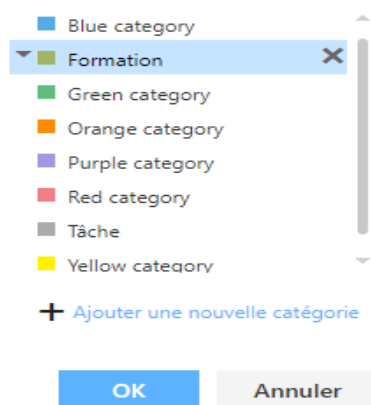 Blue category
Formation
Green category
Orange category
Purple category
Red category
Tâche
Yellow category
Ajouter une nouvelle catégorie
OK Annuler